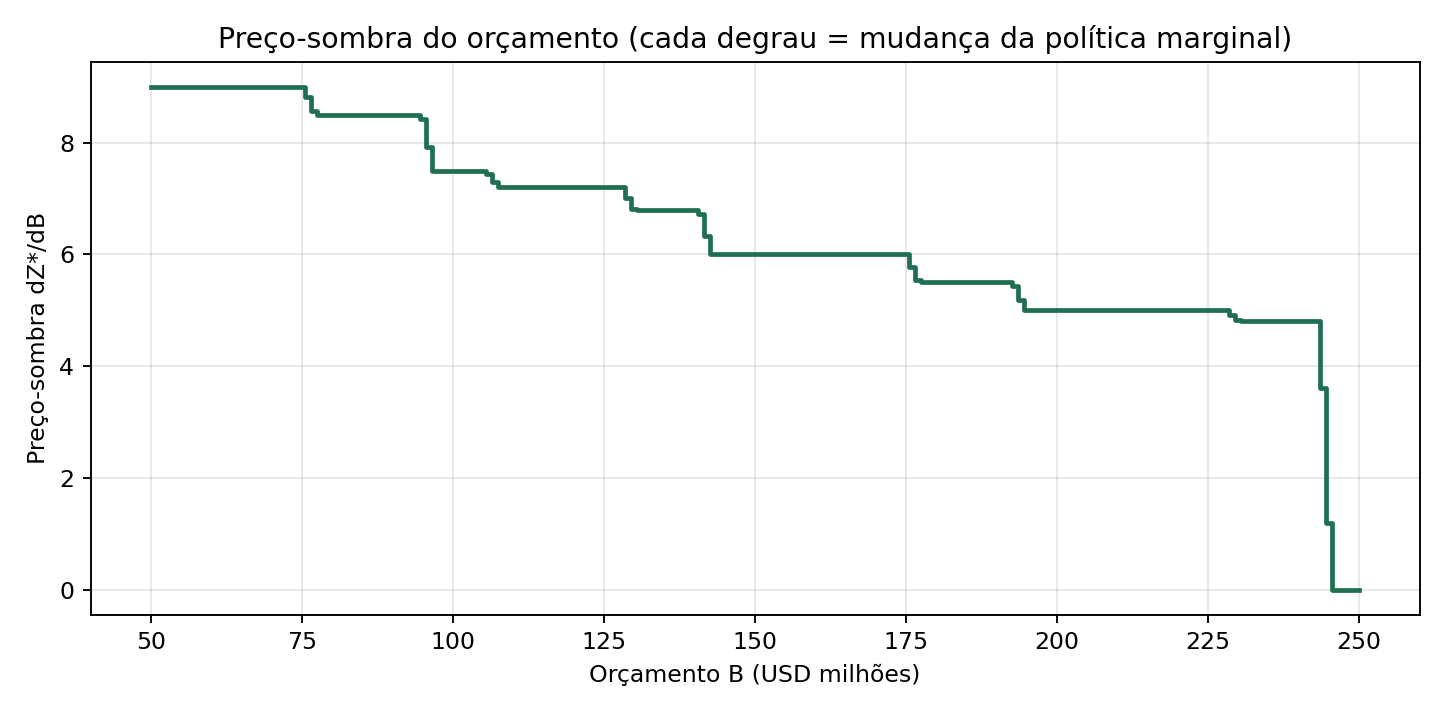 Preço-sombra do orçamento (cada degrau = mudança da política marginal)
Preço-sombra dZ*/dB
8
6
4
2
0
50 75 100 125 150 175 200 225 250
Orçamento B (USD milhões)